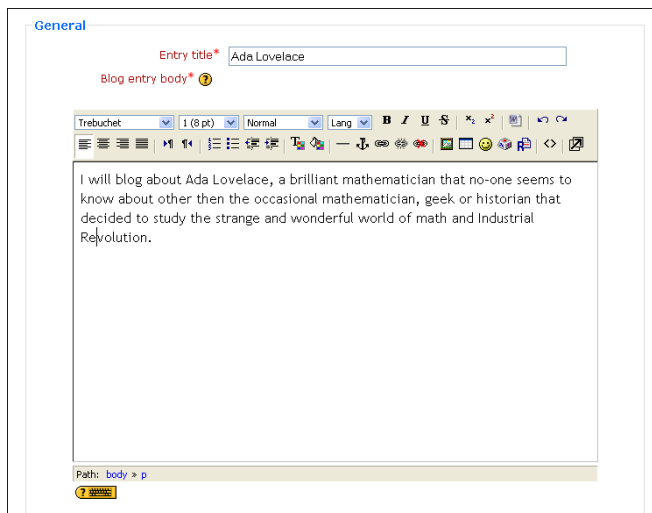 General
Entry title*
Ada Lovelace
Blog entry body* ?
Trebuchet 1 (8 pt) Normal Lang B I U S x₂ x²
I will blog about Ada Lovelace, a brilliant mathematician that no-one seems to
know about other then the occasional mathematician, geek or historian that
decided to study the strange and wonderful world of math and Industrial
Revolution.
Path: body » p
?